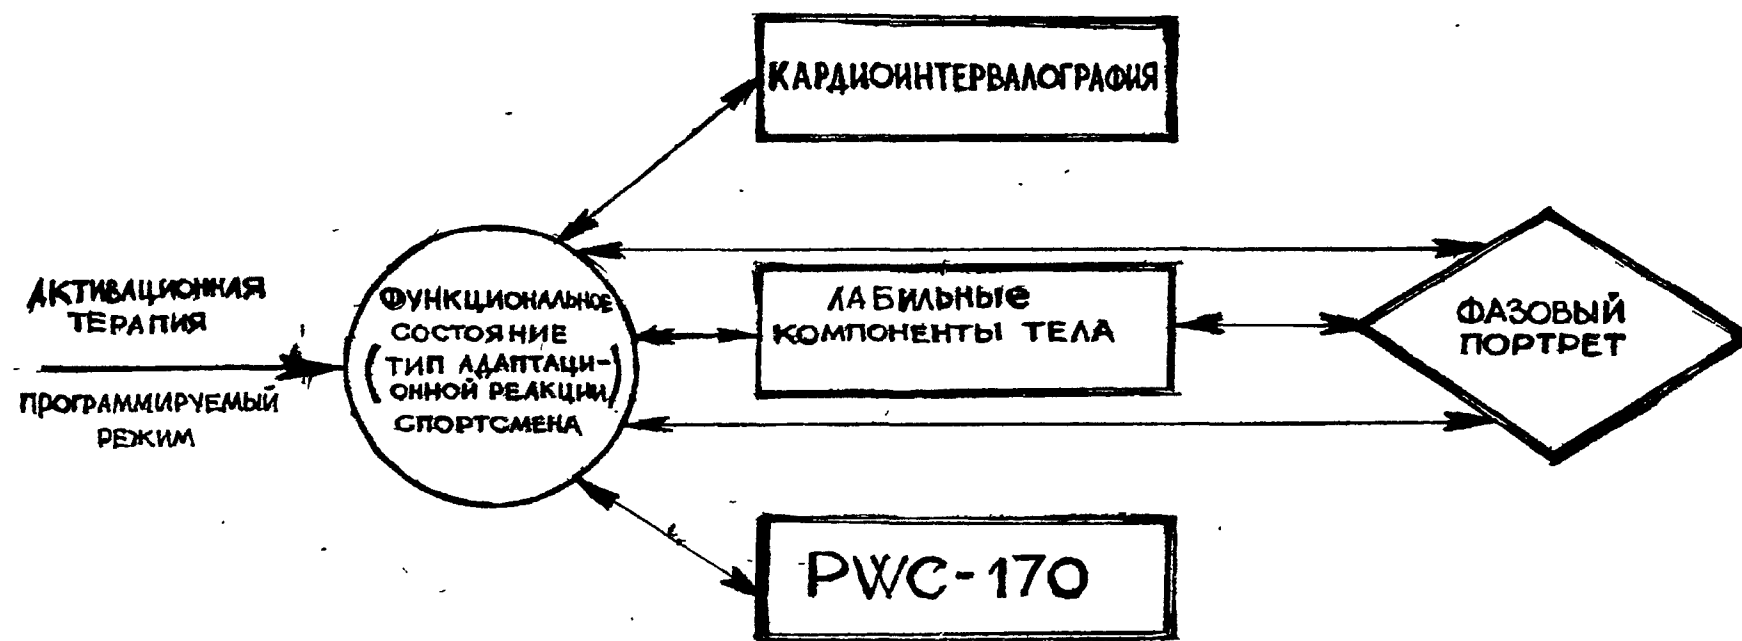 КАРДИОИНТЕРВАЛОГРАФИЯ
АКТИВАЦИОННАЯ
ТЕРАПИЯ
ПРОГРАММИРУЕМЫЙ
РЕЖИМ
ФУНКЦИОНАЛЬНОЕ
СОСТОЯНИЕ
(ТИП АДАПТАЦИ-
ОННОЙ РЕАКЦИИ)
СПОРТСМЕНА
ЛАБИЛЬНЫЕ
КОМПОНЕНТЫ ТЕЛА
ФАЗОВЫЙ
ПОРТРЕТ
PWC-170